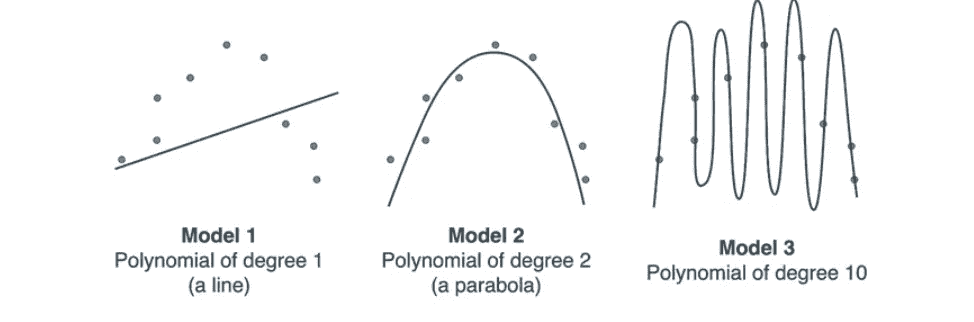 Model 1
Polynomial of degree 1
(a line)
Model 2
Polynomial of degree 2
(a parabola)
Model 3
Polynomial of degree 10